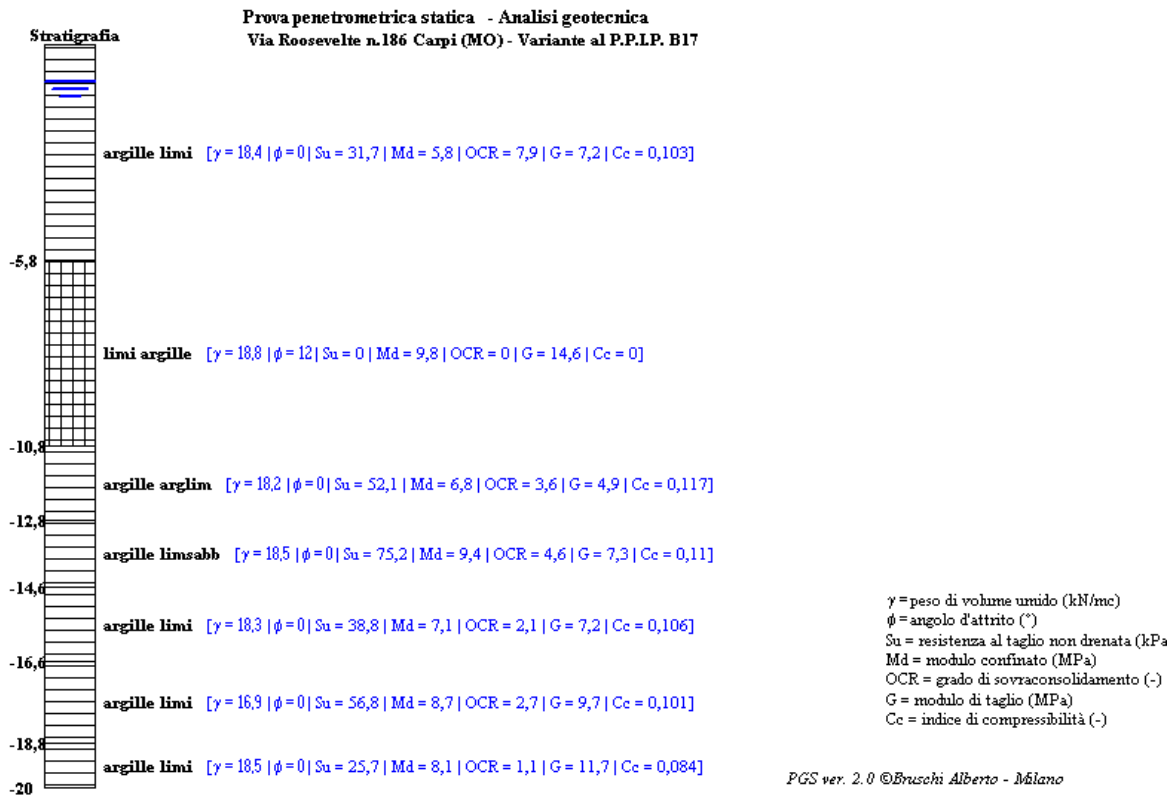 Prova penetrometrica statica - Analisi geotecnica
Stratigrafia
Via Roosevelte n.186 Carpi (MO) - Variante al P.P.I.P. B17
argille limi [γ = 18,4 | ϕ = 0 | Su = 31,7 | Md = 5,8 | OCR = 7,9 | G = 7,2 | Cc = 0,103]
-5,8
limi argille [γ = 18,8 | ϕ = 12 | Su = 0 | Md = 9,8 | OCR = 0 | G = 14,6 | Cc = 0]
-10,8
argille arglim [γ = 18,2 | ϕ = 0 | Su = 52,1 | Md = 6,8 | OCR = 3,6 | G = 4,9 | Cc = 0,117]
-12,8
argille limsabb [γ = 18,5 | ϕ = 0 | Su = 75,2 | Md = 9,4 | OCR = 4,6 | G = 7,3 | Cc = 0,11]
-14,6
argille limi [γ = 18,3 | ϕ = 0 | Su = 38,8 | Md = 7,1 | OCR = 2,1 | G = 7,2 | Cc = 0,106]
-16,6
argille limi [γ = 16,9 | ϕ = 0 | Su = 56,8 | Md = 8,7 | OCR = 2,7 | G = 9,7 | Cc = 0,101]
-18,8
argille limi [γ = 18,5 | ϕ = 0 | Su = 25,7 | Md = 8,1 | OCR = 1,1 | G = 11,7 | Cc = 0,084]
-20
γ = peso di volume umido (kN/mc)
ϕ = angolo d'attrito (°)
Su = resistenza al taglio non drenata (kPa
Md = modulo confinato (MPa)
OCR = grado di sovraconsolidamento (-)
G = modulo di taglio (MPa)
Cc = indice di compressibilità (-)
PGS ver. 2.0 ©Bruschi Alberto - Milano